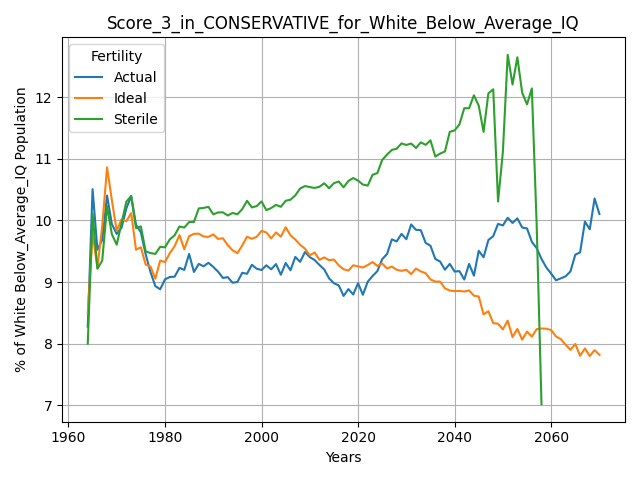 Score_3_in_CONSERVATIVE_for_White_Below_Average_IQ
Fertility
Actual
Ideal
Sterile
% of White Below_Average_IQ Population
12
11
10
9
8
7
1960
1980
2000
2020
2040
2060
Years